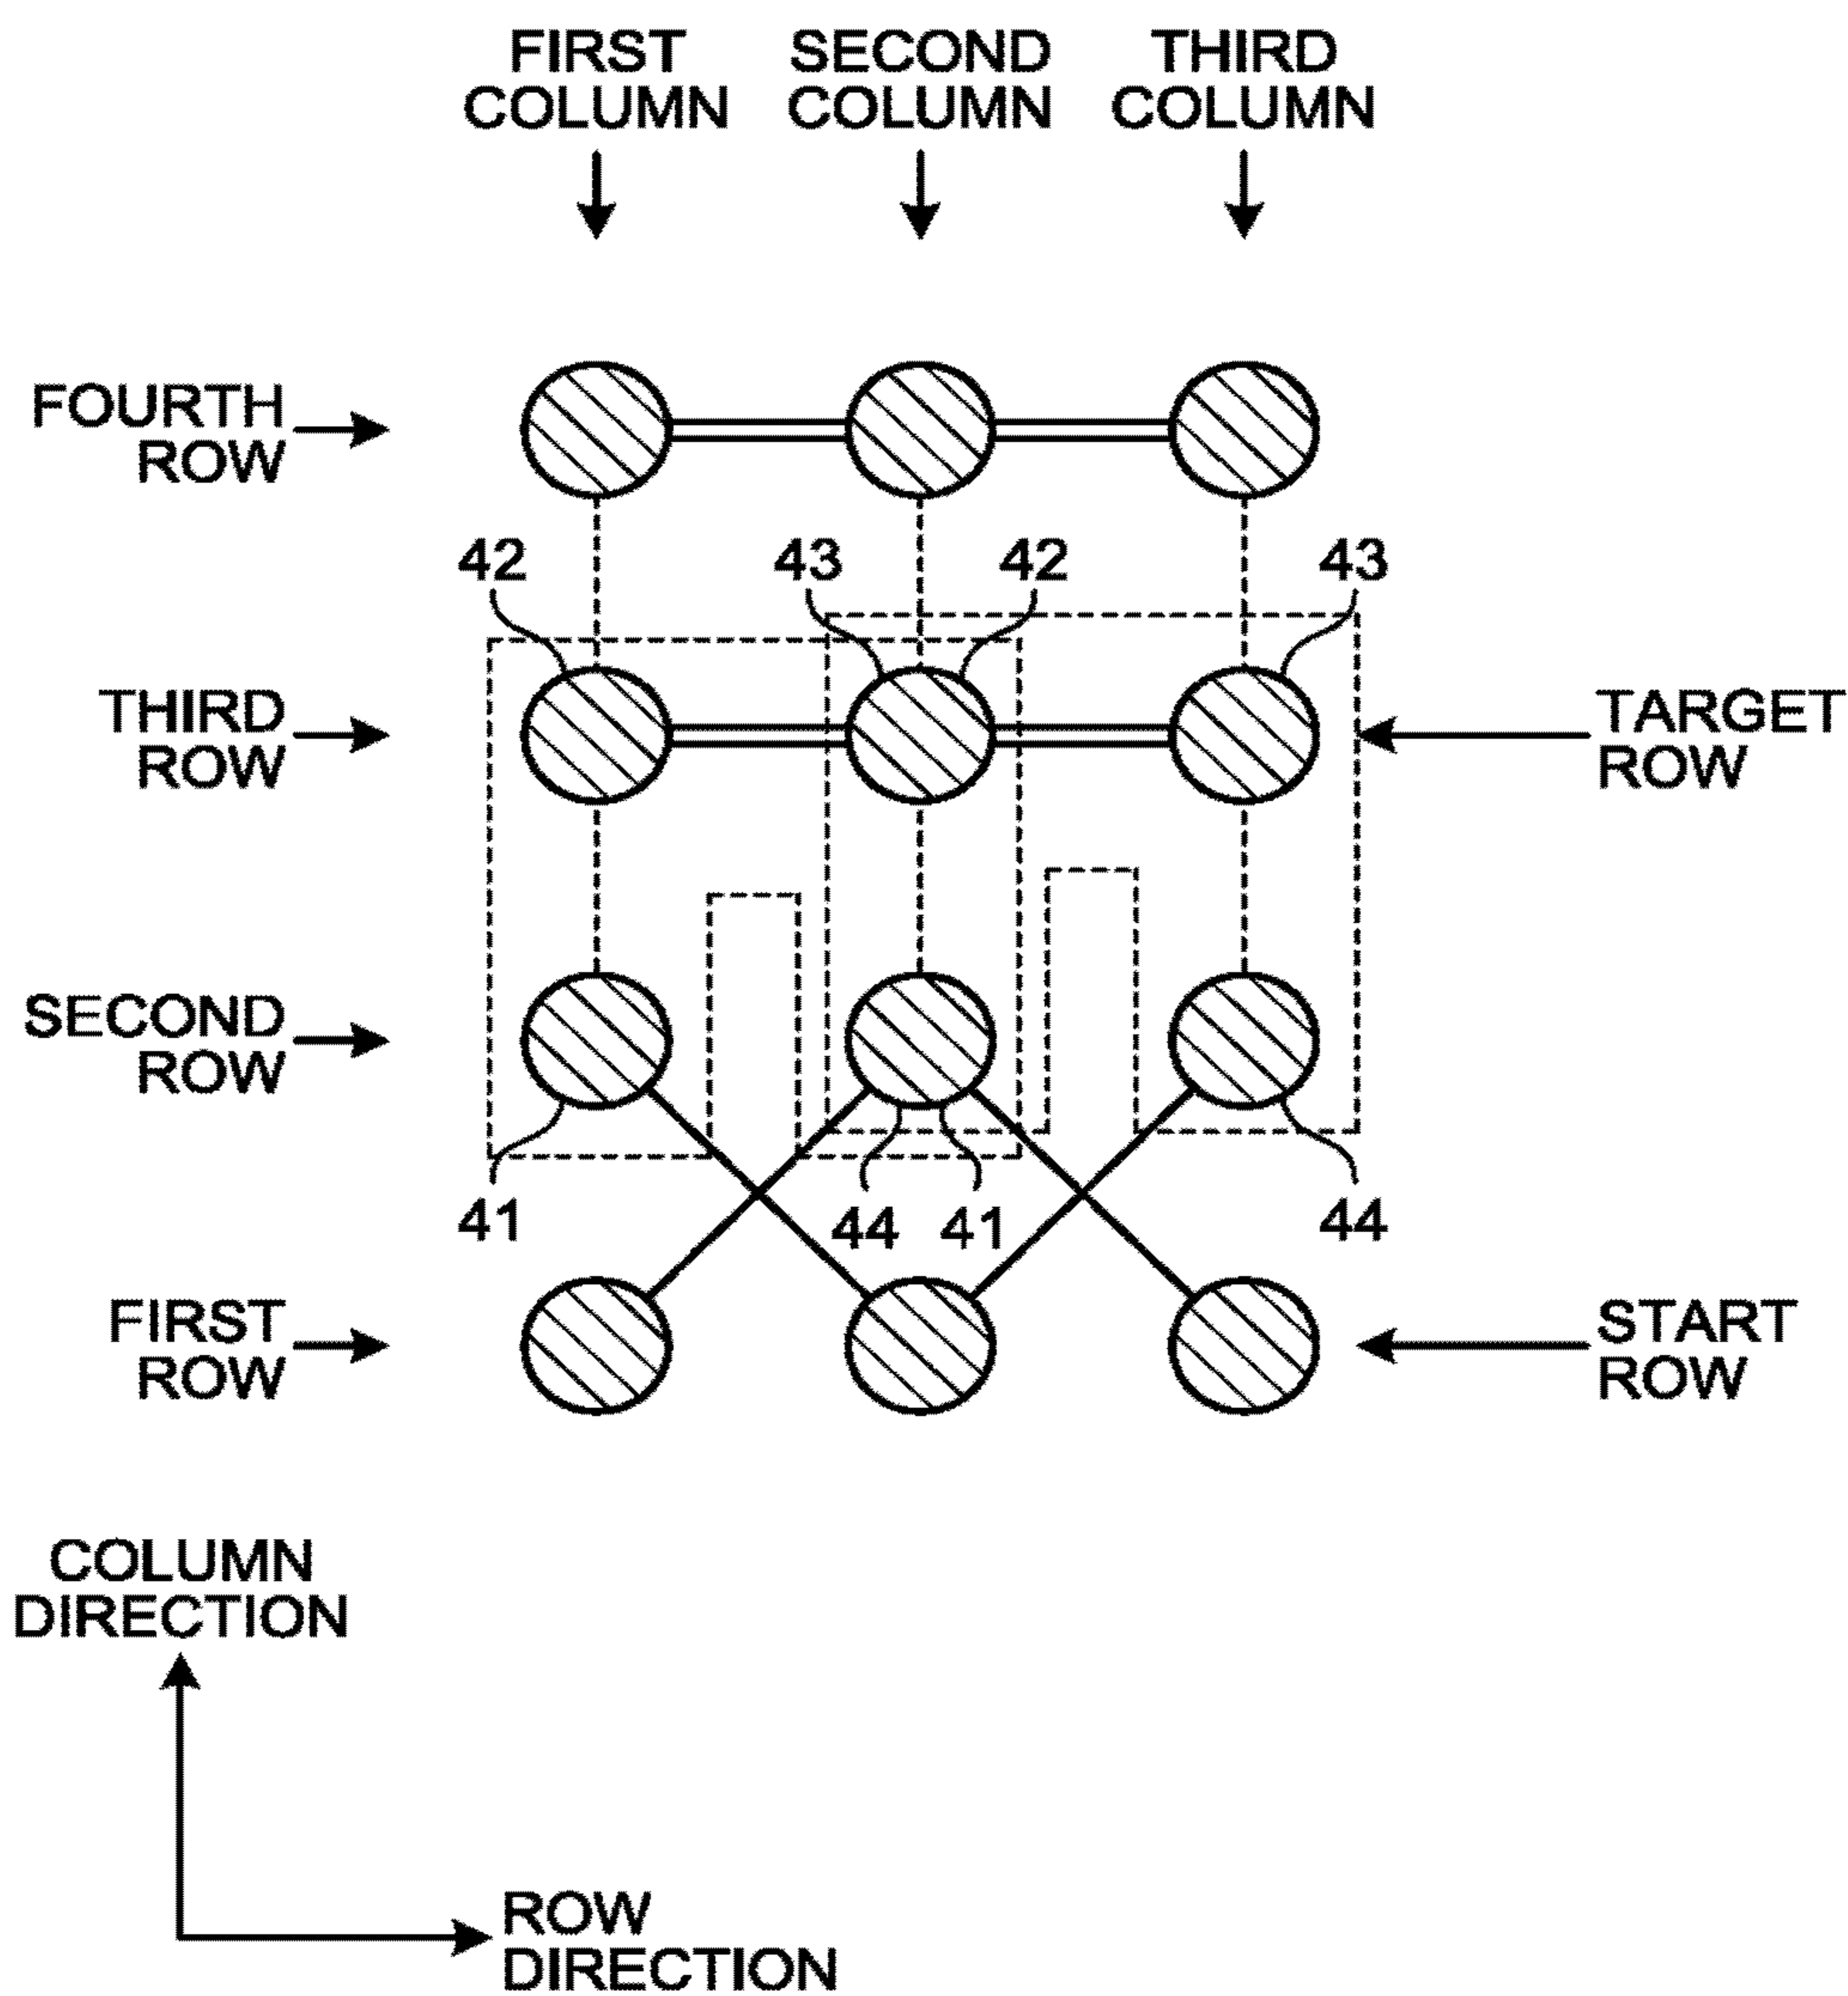 FIRST
COLUMN
SECOND
COLUMN
THIRD
COLUMN
FOURTH
ROW
42
43
42
43
THIRD
ROW
TARGET
ROW
SECOND
ROW
41
44
41
44
FIRST
ROW
START
ROW
COLUMN
DIRECTION
ROW
DIRECTION